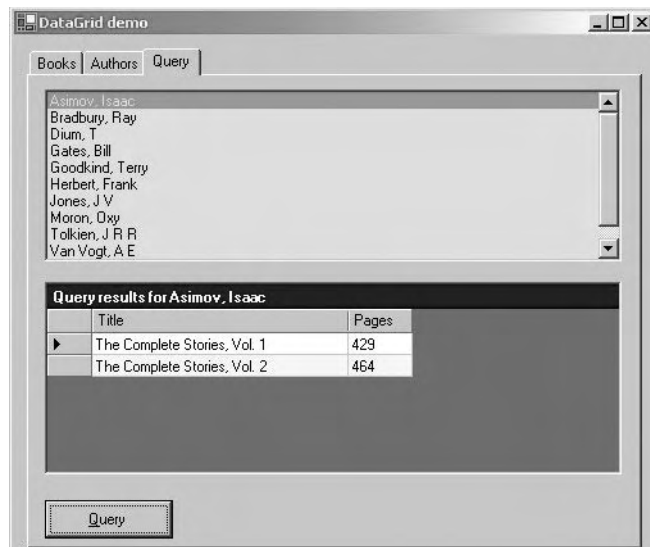 DataGrid demo
Books Authors Query
Asimov, Isaac
Bradbury, Ray
Dium, T
Gates, Bill
Goodkind, Terry
Herbert, Frank
Jones, J V
Moron, Oxy
Tolkien, J R R
Van Vogt, A E
Query results for Asimov, Isaac
Title Pages
The Complete Stories, Vol. 1 429
The Complete Stories, Vol. 2 464
Query